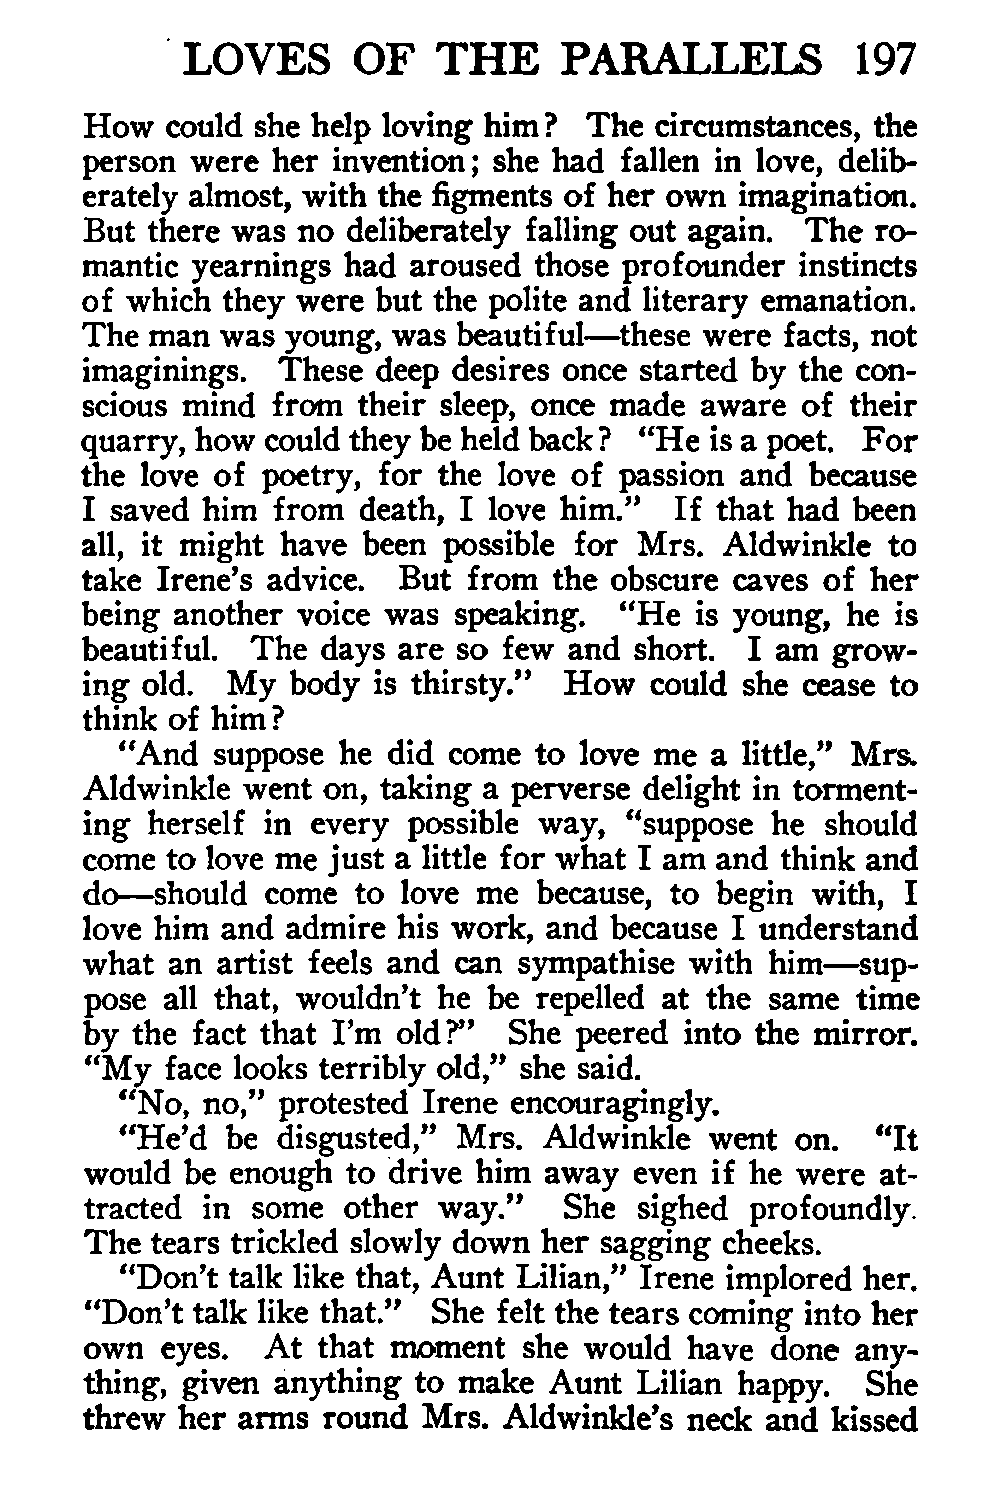 LOVES OF THE PARALLELS 197
How could she help loving him? The circumstances, the
person were her invention; she had fallen in love, delib-
erately almost, with the figments of her own imagination.
But there was no deliberately falling out again. The ro-
mantic yearnings had aroused those profounder instincts
of which they were but the polite and literary emanation.
The man was young, was beautiful—these were facts, not
imaginings. These deep desires once started by the con-
scious mind from their sleep, once made aware of their
quarry, how could they be held back? “He is a poet. For
the love of poetry, for the love of passion and because
I saved him from death, I love him.” If that had been
all, it might have been possible for Mrs. Aldwinkle to
take Irene’s advice. But from the obscure caves of her
being another voice was speaking. “He is young, he is
beautiful. The days are so few and short. I am grow-
ing old. My body is thirsty.” How could she cease to
think of him?
“And suppose he did come to love me a little,” Mrs.
Aldwinkle went on, taking a perverse delight in torment-
ing herself in every possible way, “suppose he should
come to love me just a little for what I am and think and
do—should come to love me because, to begin with, I
love him and admire his work, and because I understand
what an artist feels and can sympathise with him—sup-
pose all that, wouldn’t he be repelled at the same time
by the fact that I’m old?” She peered into the mirror.
“My face looks terribly old,” she said.
“No, no,” protested Irene encouragingly.
“He’d be disgusted,” Mrs. Aldwinkle went on. “It
would be enough to drive him away even if he were at-
tracted in some other way.” She sighed profoundly.
The tears trickled slowly down her sagging cheeks.
“Don’t talk like that, Aunt Lilian,” Irene implored her.
“Don’t talk like that.” She felt the tears coming into her
own eyes. At that moment she would have done any-
thing, given anything to make Aunt Lilian happy. She
threw her arms round Mrs. Aldwinkle’s neck and kissed